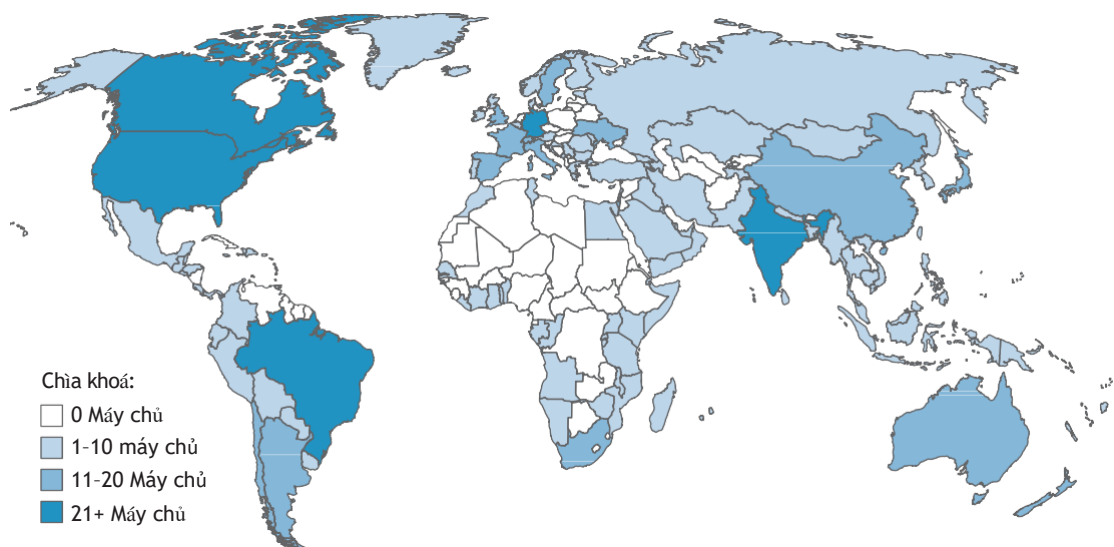 Chìa khoá:
0 Máy chủ
1-10 máy chủ
11-20 Máy chủ
21+ Máy chủ